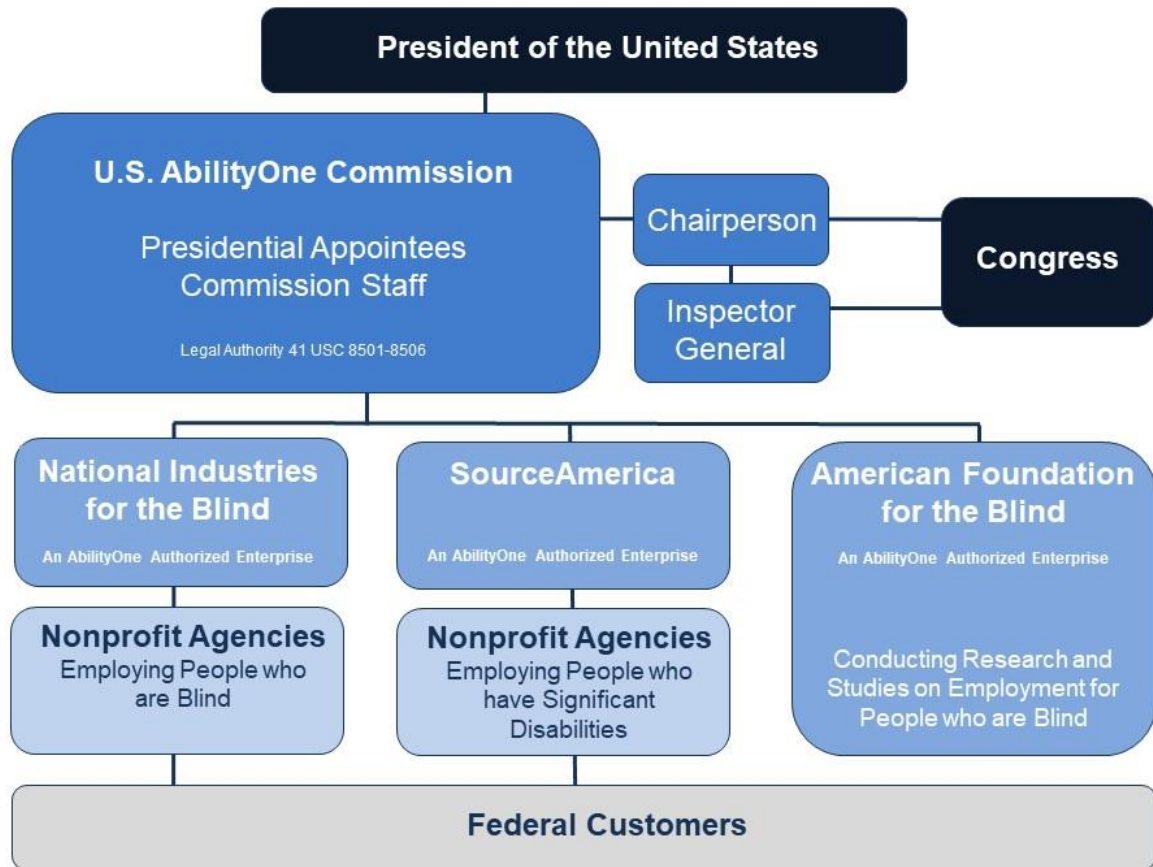 President of the United States
U.S. AbilityOne Commission
Presidential Appointees
Commission Staff
Legal Authority 41 USC 8501-8506
Chairperson
Inspector
General
Congress
National Industries
for the Blind
An AbilityOne Authorized Enterprise
SourceAmerica
An AbilityOne Authorized Enterprise
American Foundation
for the Blind
An AbilityOne Authorized Enterprise
Conducting Research and
Studies on Employment for
People who are Blind
Nonprofit Agencies
Employing People who
are Blind
Nonprofit Agencies
Employing People who
have Significant
Disabilities
Federal Customers